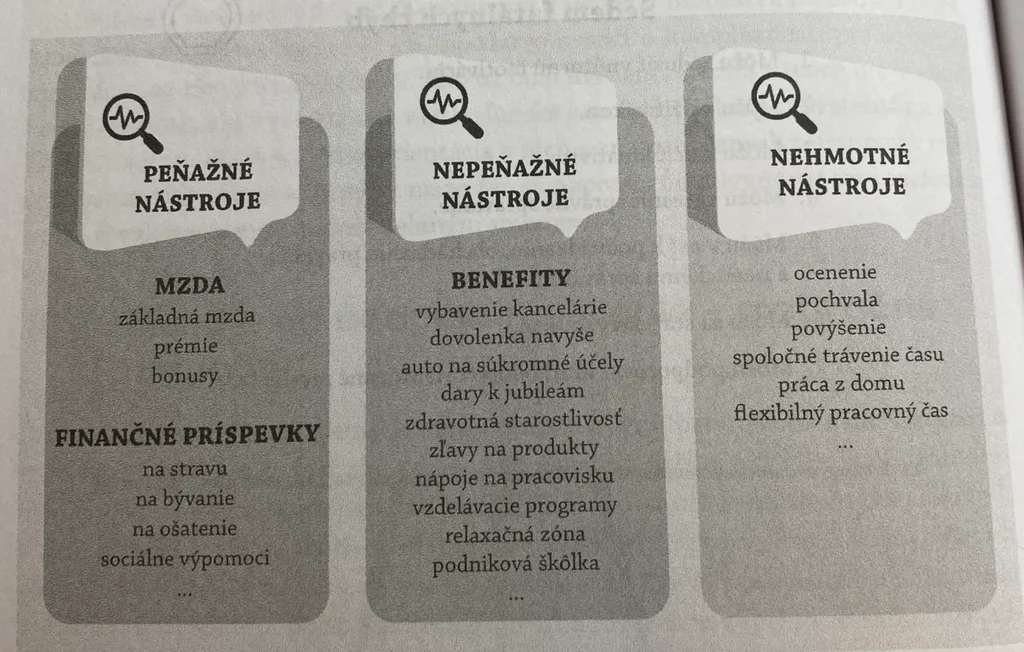 PEŇAŽNÉ
NÁSTROJE
MZDA
základná mzda
prémie
bonusy
FINANČNÉ PRÍSPEVKY
na stravu
na bývanie
na ošatenie
sociálne výpomoci
...
NEPEŇAŽNÉ
NÁSTROJE
BENEFITY
vybavenie kancelárie
dovolenka navyše
auto na súkromné účely
dary k jubileám
zdravotná starostlivosť
zľavy na produkty
nápoje na pracovisku
vzdelávacie programy
relaxačná zóna
podniková škôlka
...
NEHMOTNÉ
NÁSTROJE
ocenenie
pochvala
povýšenie
spoločné trávenie času
práca z domu
flexibilný pracovný čas
...